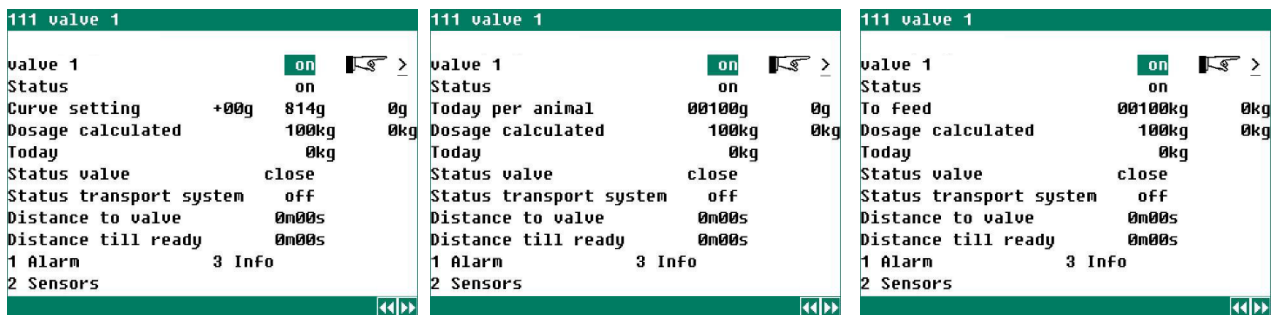 111 valve 1
valve 1 on >
Status on
Curve setting +00g 814g 0g
Dosage calculated 100kg 0kg
Today 0kg
Status valve close
Status transport system off
Distance to valve 0m00s
Distance till ready 0m00s
1 Alarm 3 Info
2 Sensors
111 valve 1
valve 1 on >
Status on
Today per animal 00100g 0g
Dosage calculated 100kg 0kg
Today 0kg
Status valve close
Status transport system off
Distance to valve 0m00s
Distance till ready 0m00s
1 Alarm 3 Info
2 Sensors
111 valve 1
valve 1 on >
Status on
To feed 00100kg 0kg
Dosage calculated 100kg 0kg
Today 0kg
Status valve close
Status transport system off
Distance to valve 0m00s
Distance till ready 0m00s
1 Alarm 3 Info
2 Sensors